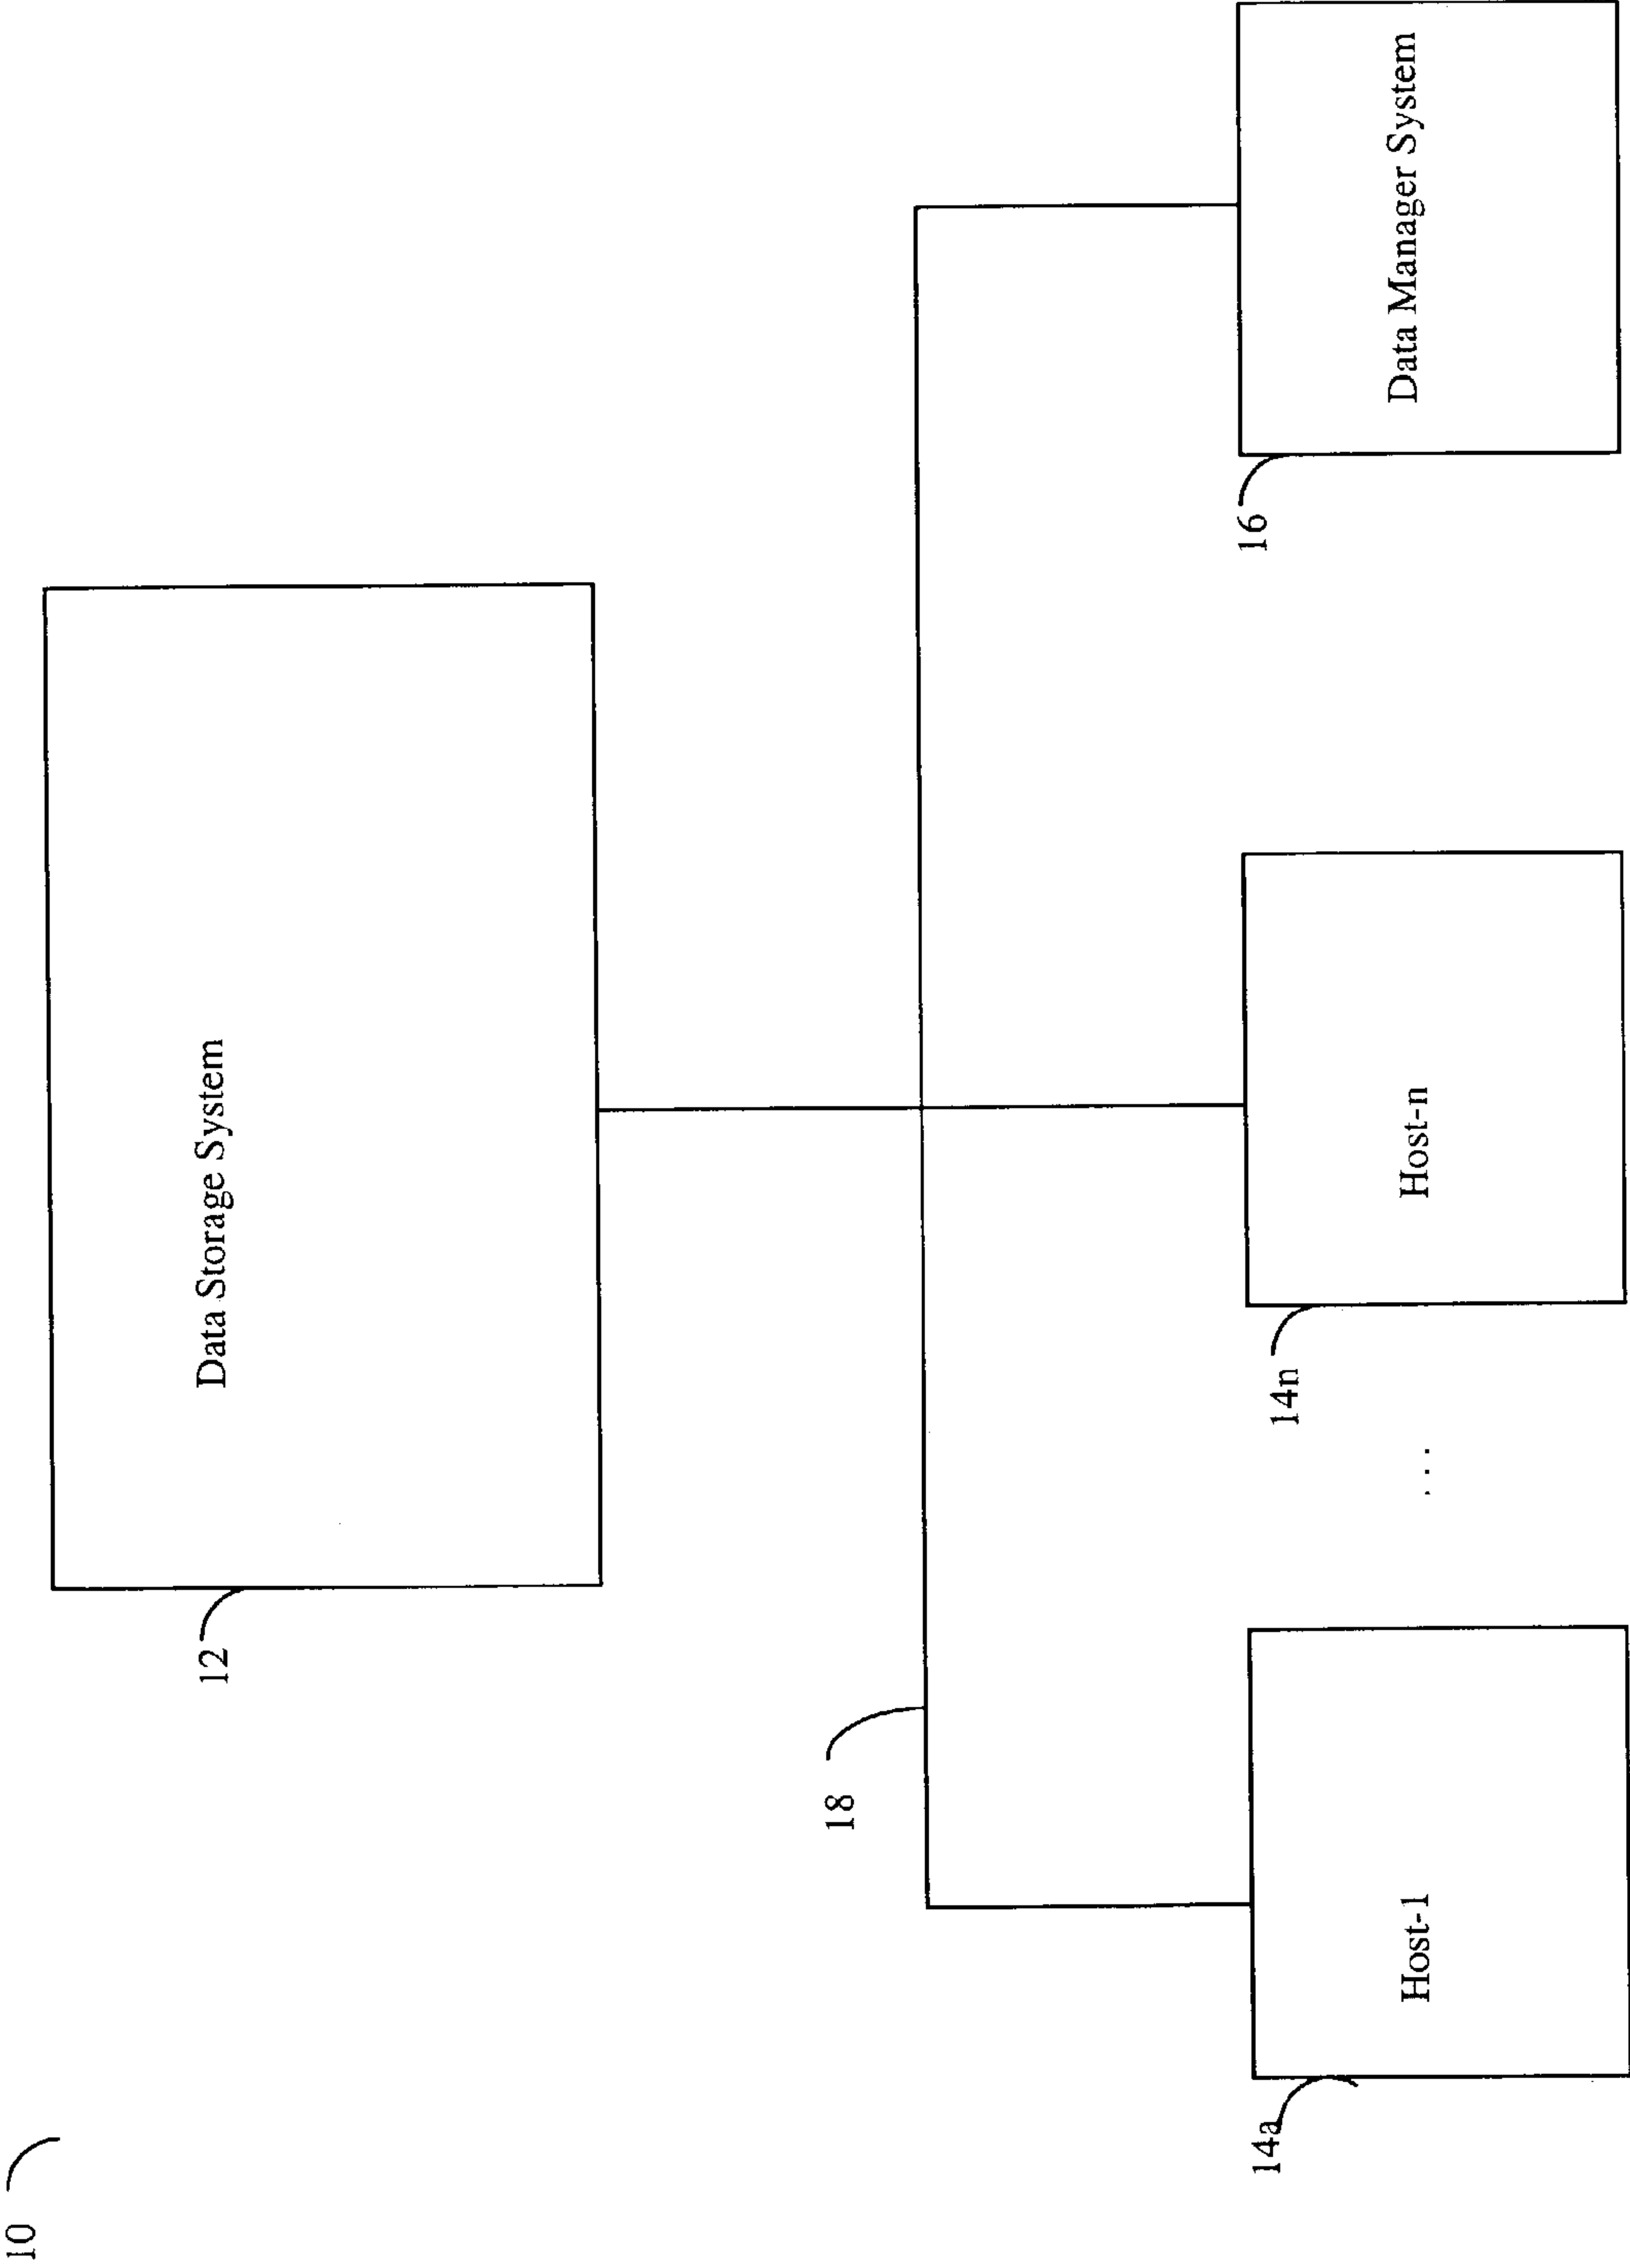 10
12
Data Storage System
18
14a
Host-1
. . .
14n
Host-n
16
Data Manager System